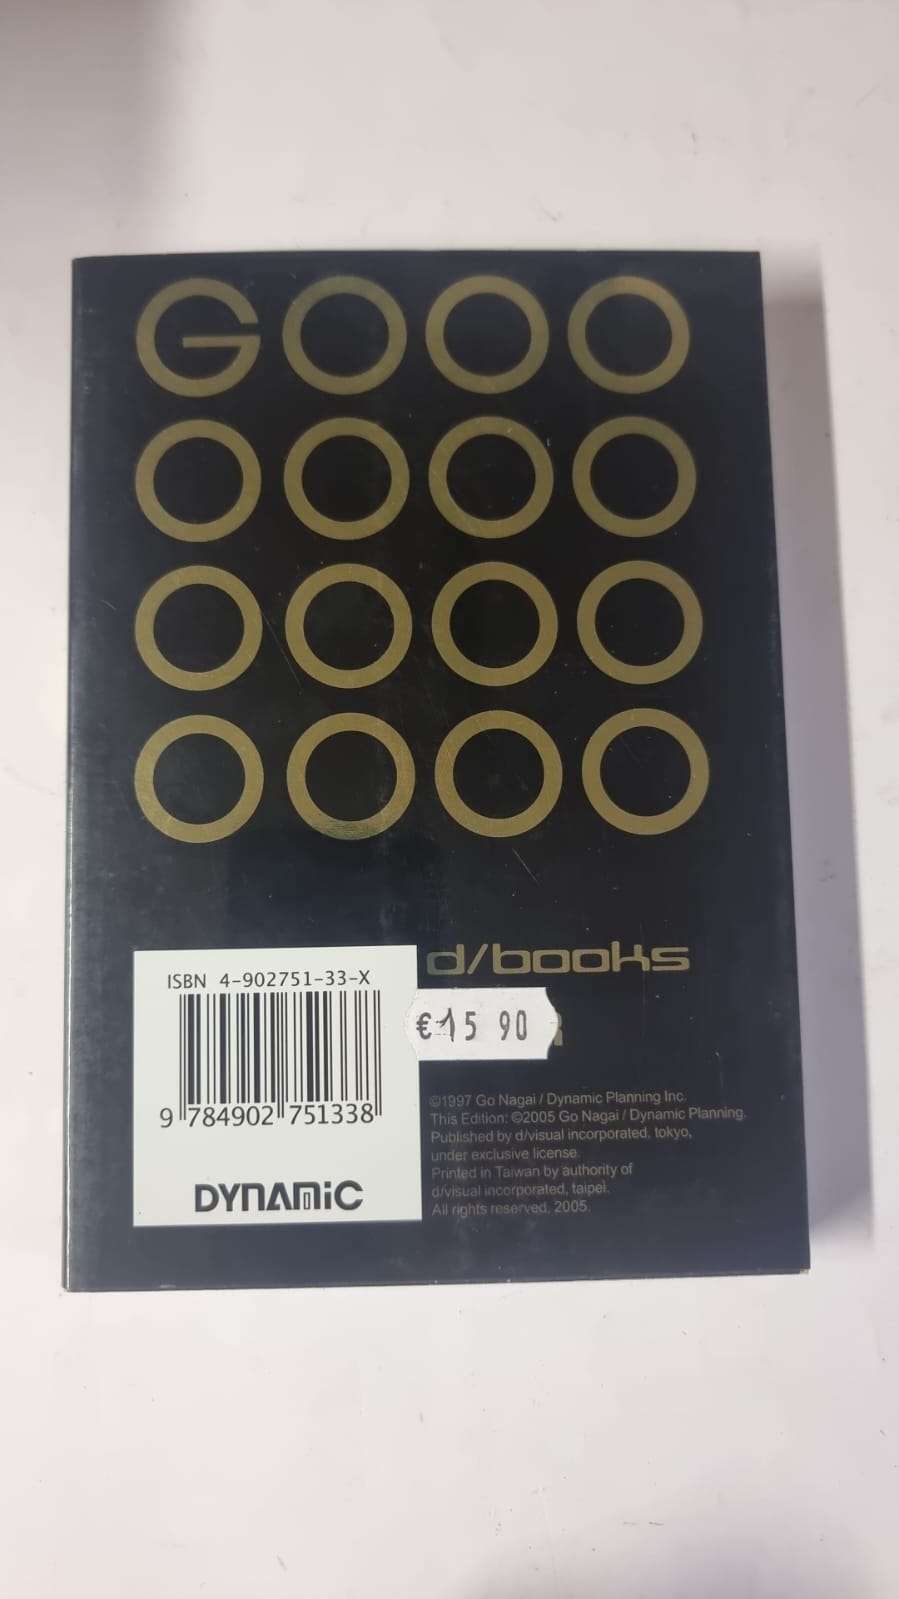 GOOO
OOOO
OOOO
OOOO
d/books
ISBN 4-902751-33-X
€15 90
9 784902 751338
©1997 Go Nagai / Dynamic Planning Inc.
This Edition: ©2005 Go Nagai / Dynamic Planning.
Published by d/visual incorporated, tokyo,
under exclusive license.
Printed in Taiwan by authority of
d/visual incorporated, taipei.
All rights reserved, 2005.
DYNAMiC